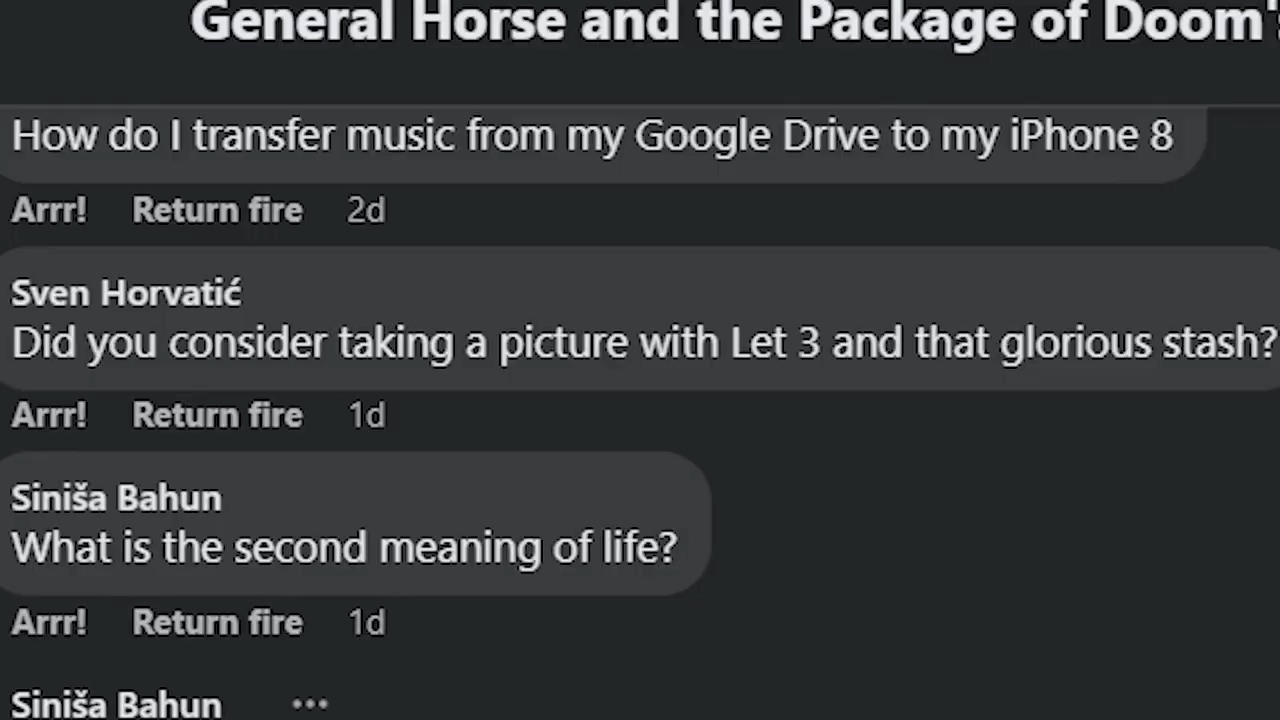 General Horse and the Package of Doom's
How do I transfer music from my Google Drive to my iPhone 8
Arrr! Return fire 2d
Sven Horvatić
Did you consider taking a picture with Let 3 and that glorious stash?
Arrr! Return fire 1d
Siniša Bahun
What is the second meaning of life?
Arrr! Return fire 1d
Siniša Bahun ...